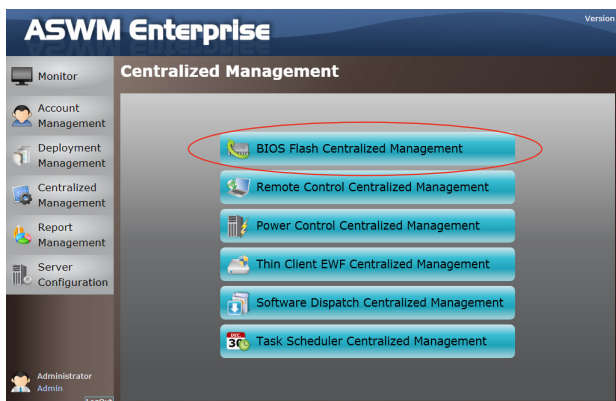 ASWM Enterprise
Version
Monitor
Account
Management
Deployment
Management
Centralized
Management
Report
Management
Server
Configuration
Administrator
Admin
LogOut
Centralized Management
BIOS Flash Centralized Management
Remote Control Centralized Management
Power Control Centralized Management
Thin Client EWF Centralized Management
Software Dispatch Centralized Management
DEC
30
Task Scheduler Centralized Management